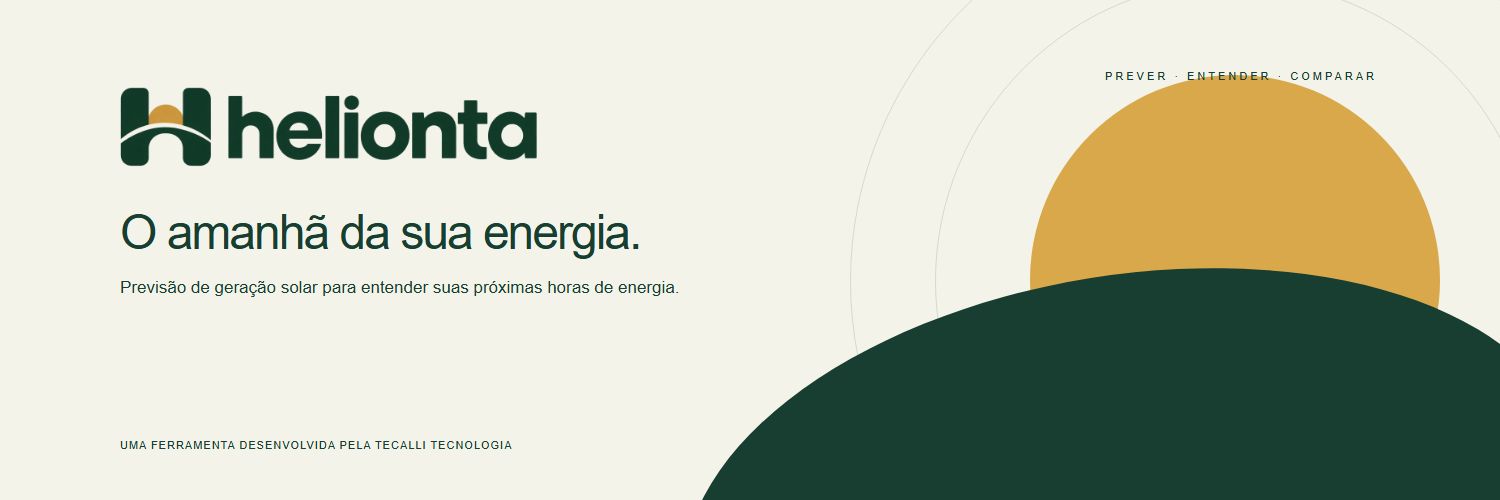 helionta
PREVER · ENTENDER · COMPARAR
O amanhã da sua energia.
Previsão de geração solar para entender suas próximas horas de energia.
UMA FERRAMENTA DESENVOLVIDA PELA TECALLI TECNOLOGIA